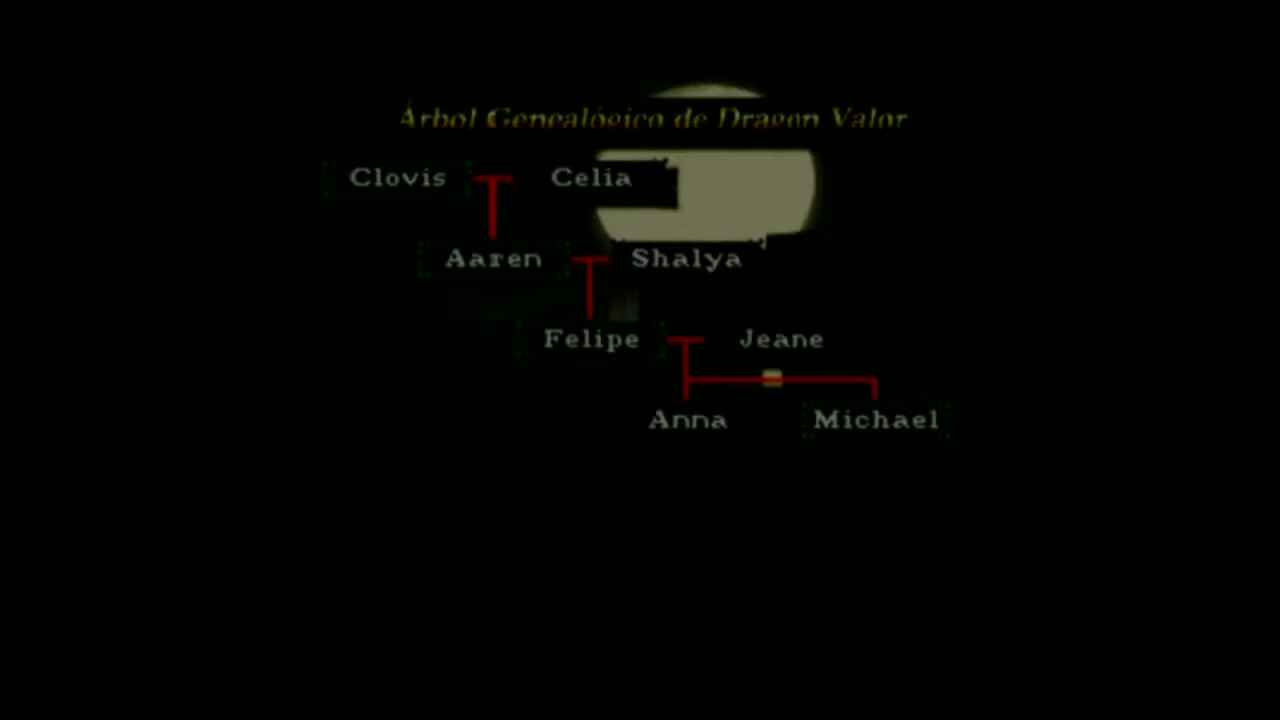 Árbol Genealógico de Dragon Valor
Clovis Celia
Aaren Shalya
Felipe Jeane
Anna Michael